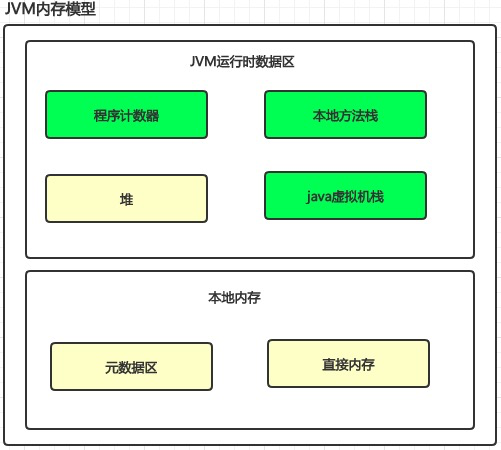 JVM内存模型
JVM运行时数据区
程序计数器
本地方法栈
堆
java虚拟机栈
本地内存
元数据区
直接内存